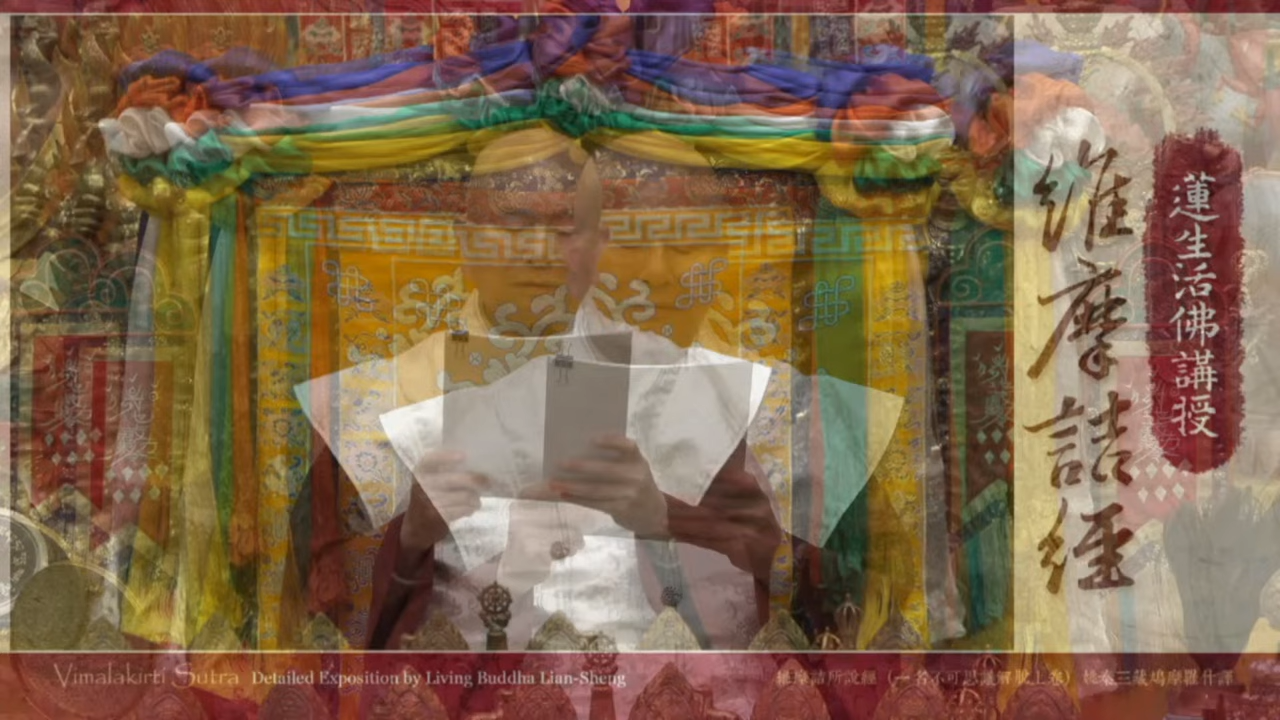 維摩詰經
蓮生活佛講授
Vimalakirti Sutra Detailed Exposition by Living Buddha Lian-Sheng
維摩詰所說經 (一名不可思議解脫上卷) 姚秦三藏鳩摩羅什譯